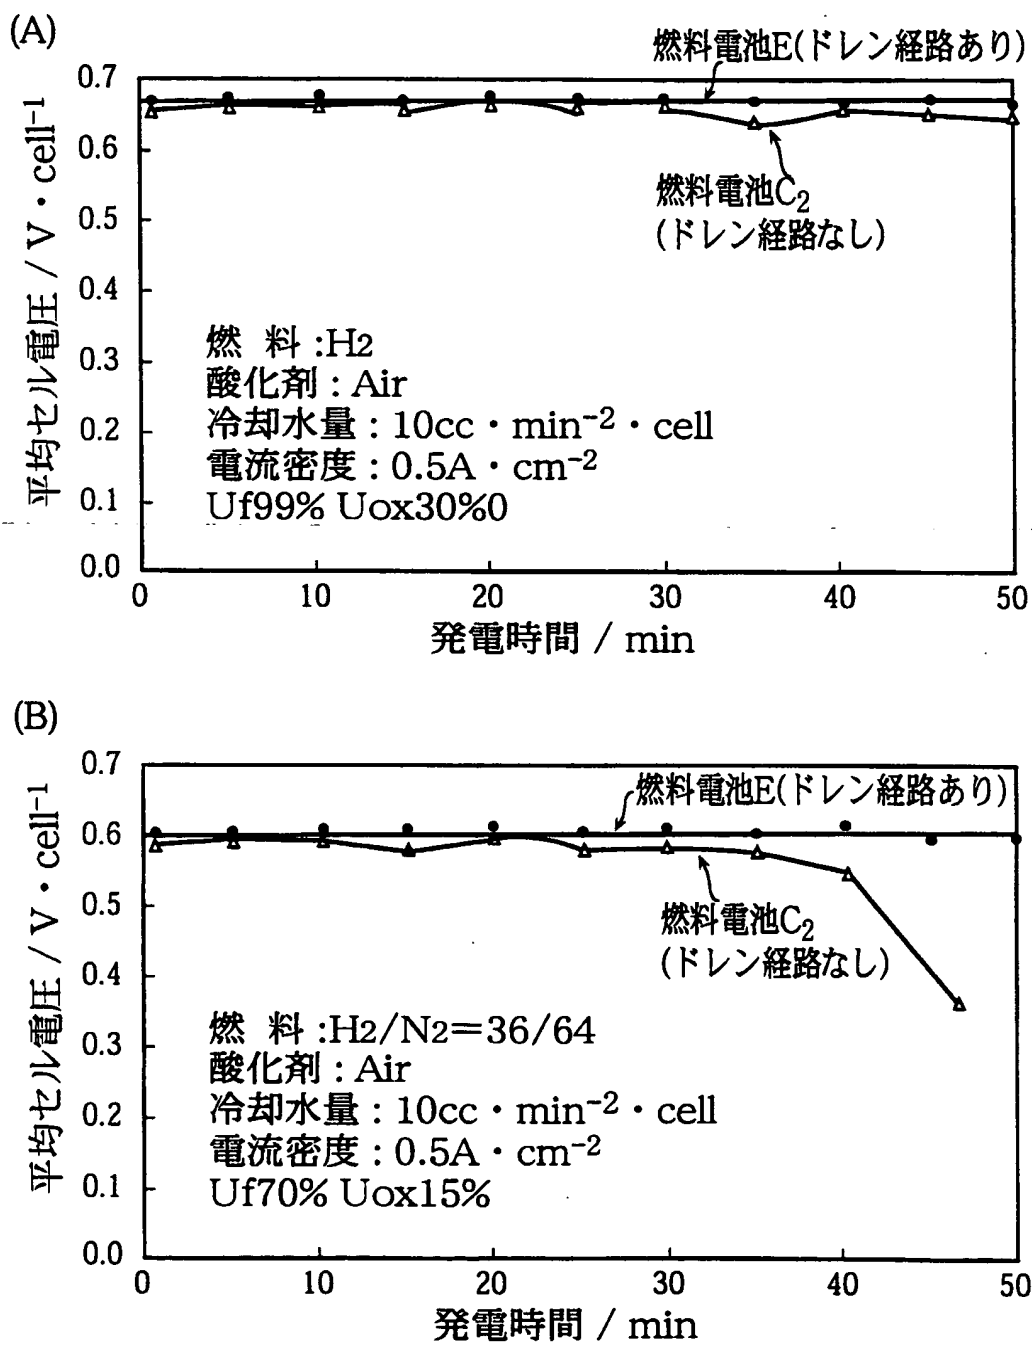 (A)
燃料電池E(ドレン経路あり)
0.7
0.6
0.5
0.4
0.3
0.2
0.1
0.0
平均セル電圧 / V・cell⁻¹
燃料電池C₂
(ドレン経路なし)
燃 料 :H2
酸化剤 : Air
冷却水量 : 10cc・min⁻²・cell
電流密度 : 0.5A・cm⁻²
Uf99% Uox30%0
0 10 20 30 40 50
発電時間 / min
(B)
0.7
0.6
0.5
0.4
0.3
0.2
0.1
0.0
平均セル電圧 / V・cell⁻¹
燃料電池E(ドレン経路あり)
燃料電池C₂
(ドレン経路なし)
燃 料 :H2/N2=36/64
酸化剤 : Air
冷却水量 : 10cc・min⁻²・cell
電流密度 : 0.5A・cm⁻²
Uf70% Uox15%
0 10 20 30 40 50
発電時間 / min